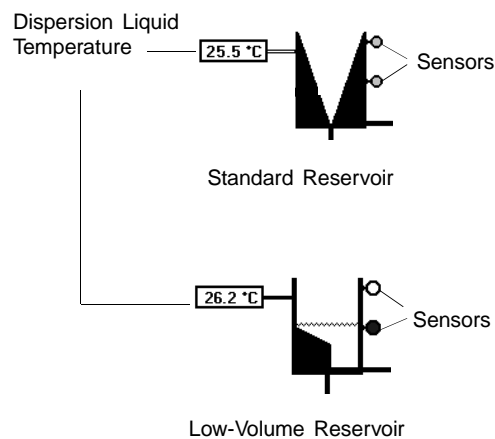 Dispersion Liquid
Temperature
25.5 °C
Sensors
Standard Reservoir
26.2 °C
Sensors
Low-Volume Reservoir